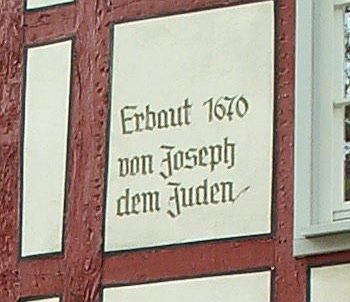 Erbaut 1670
von Joseph
dem Juden